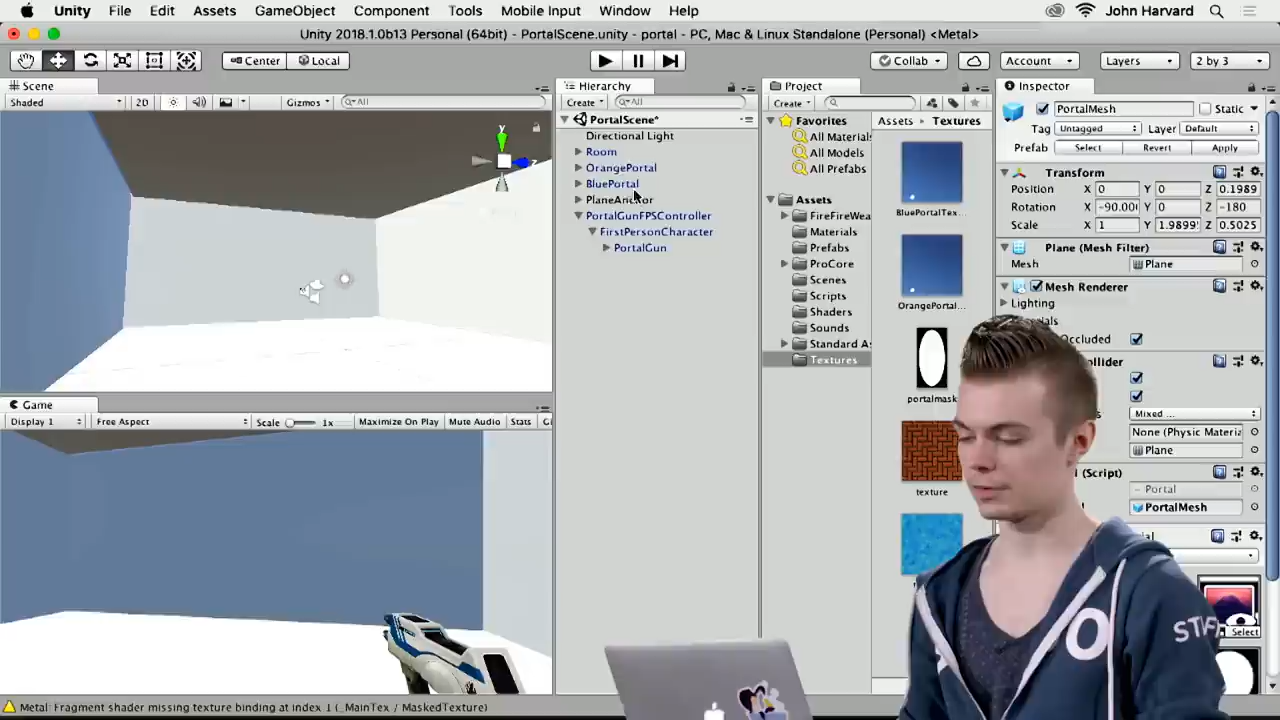 Unity File Edit Assets GameObject Component Tools Mobile Input Window Help John Harvard
Unity 2018.1.0b13 Personal (64bit) - PortalScene.unity - portal - PC, Mac & Linux Standalone (Personal) <Metal>
Center Local Collab Account Layers 2 by 3
Scene
Shaded 2D Gizmos All
y
z
Game
Display 1 Free Aspect Scale 1x Maximize On Play Mute Audio Stats G
Hierarchy
Create All
PortalScene*
Directional Light
Room
OrangePortal
BluePortal
PortalGunFPSController
FirstPersonCharacter
PortalGun
Project
Create
Favorites
All Materials
All Models
All Prefabs
Assets
FireFireWea
Materials
Prefabs
ProCore
Scenes
Scripts
Shaders
Sounds
Standard As
Textures
Assets Textures
BluePortalTex...
OrangePortal...
portalmask
texture
Inspector
PortalMesh Static
Tag Untagged Layer Default
Prefab Select Revert Apply
Transform
Position X 0 Y 0 Z 0.1989
Rotation X -90.00 Y 0 Z -180
Scale X 1 Y 1.9899 Z 0.5025
Plane (Mesh Filter)
Mesh Plane
Mesh Renderer
Lighting
Occluded
ollider
Mixed ...
None (Physic Materia
Plane
(Script)
Portal
PortalMesh
Select
STAFF
Metal: Fragment shader missing texture binding at index 1 (_MainTex / MaskedTexture)